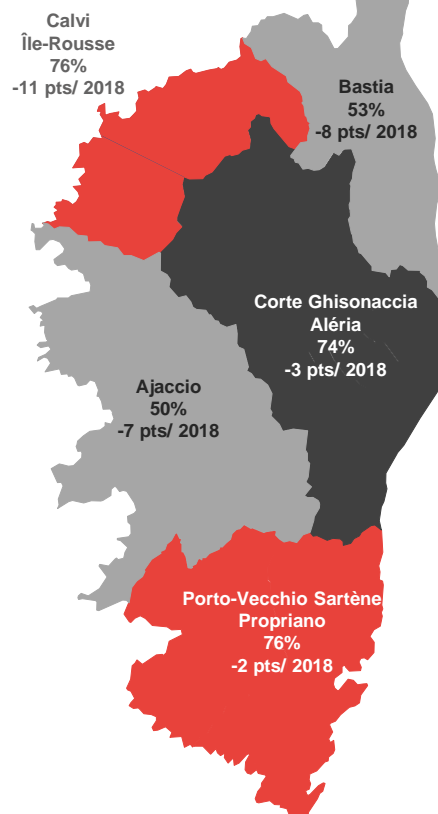 Calvi
Île-Rousse
76%
-11 pts/ 2018
Bastia
53%
-8 pts/ 2018
Corte Ghisonaccia
Aléria
74%
-3 pts/ 2018
Ajaccio
50%
-7 pts/ 2018
Porto-Vecchio Sartène
Propriano
76%
-2 pts/ 2018